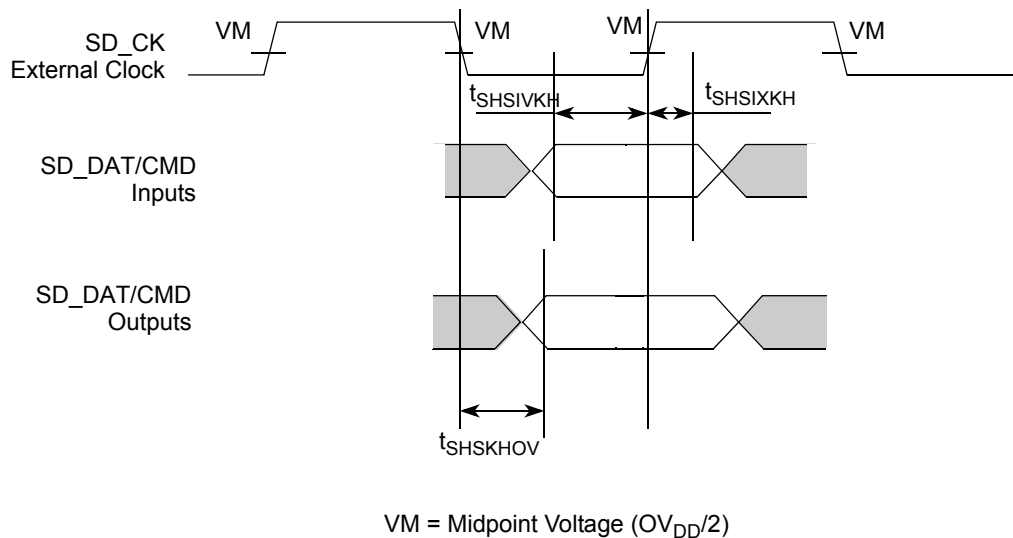 VM
VM
VM
VM
SD_CK
External Clock
tSHSIVKH
tSHSIXKH
SD_DAT/CMD
Inputs
SD_DAT/CMD
Outputs
tSHSKHOV
VM = Midpoint Voltage (OVDD/2)